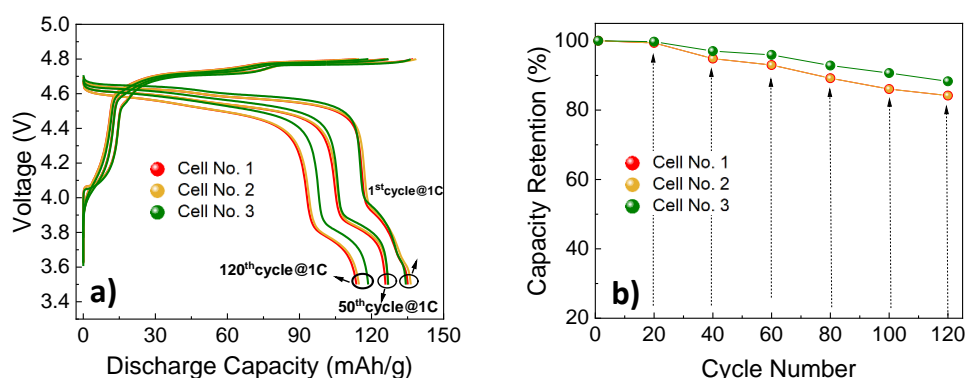 5.0
4.8
4.6
4.4
4.2
4.0
3.8
3.6
3.4
Voltage (V)
Cell No. 1
Cell No. 2
Cell No. 3
1stcycle@1C
120thcycle@1C
50thcycle@1C
a)
0 30 60 90 120 150
Discharge Capacity (mAh/g)
100
80
60
40
20
Capacity Retention (%)
Cell No. 1
Cell No. 2
Cell No. 3
b)
0 20 40 60 80 100 120
Cycle Number